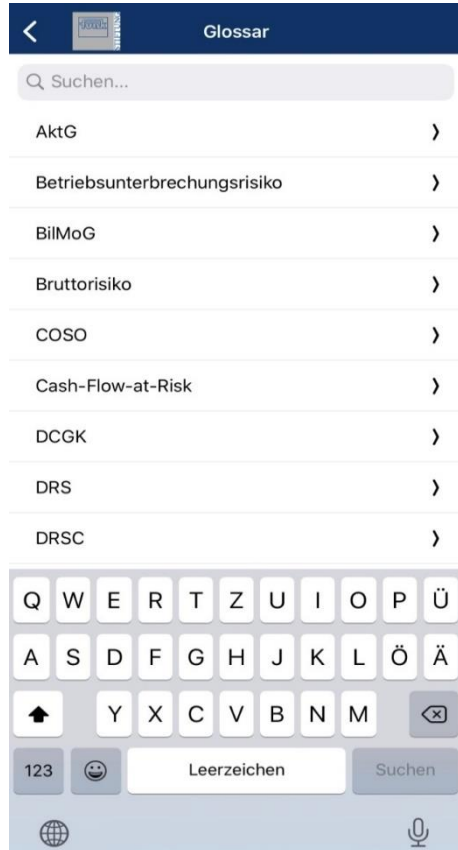 Glossar
Suchen...
AktG
Betriebsunterbrechungsrisiko
BilMoG
Bruttorisiko
COSO
Cash-Flow-at-Risk
DCGK
DRS
DRSC
Q W E R T Z U I O P Ü
A S D F G H J K L Ö Ä
Y X C V B N M
123 Leerzeichen Suchen